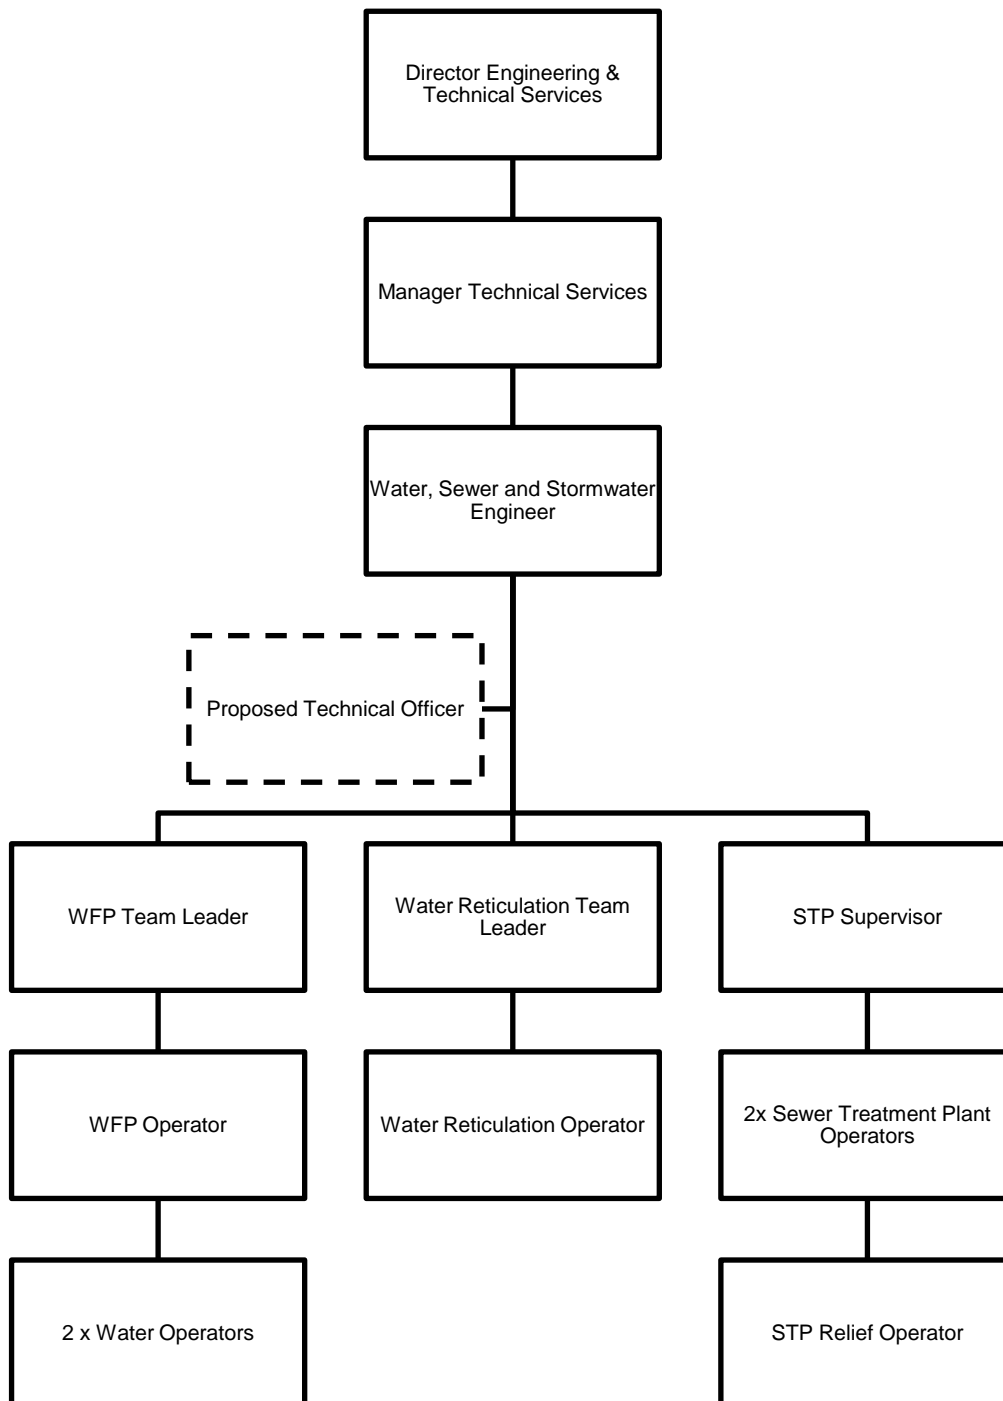 Director Engineering &
Technical Services
Manager Technical Services
Water, Sewer and Stormwater
Engineer
Proposed Technical Officer
WFP Team Leader
Water Reticulation Team
Leader
STP Supervisor
WFP Operator
Water Reticulation Operator
2x Sewer Treatment Plant
Operators
2 x Water Operators
STP Relief Operator